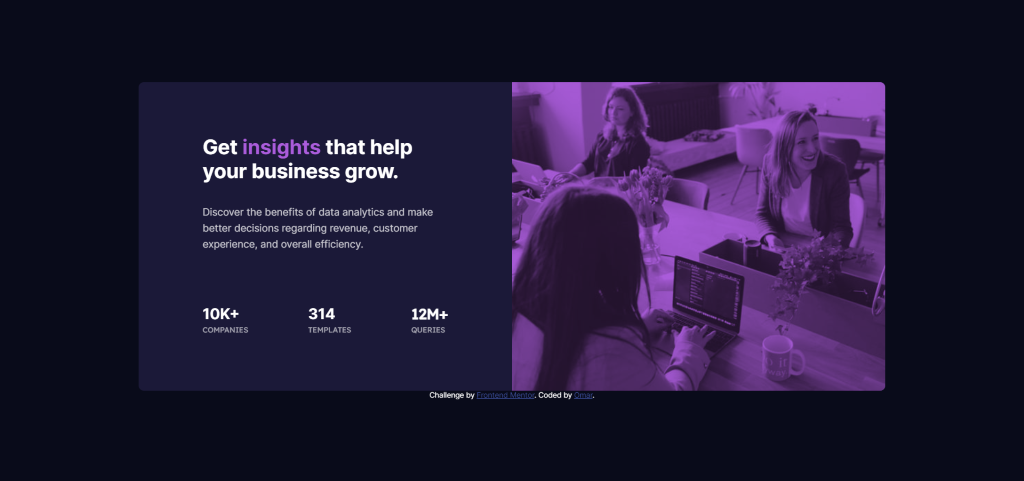 Get insights that help
your business grow.
Discover the benefits of data analytics and make
better decisions regarding revenue, customer
experience, and overall efficiency.
10K+ 314 12M+
COMPANIES TEMPLATES QUERIES
Challenge by Frontend Mentor. Coded by Omar.